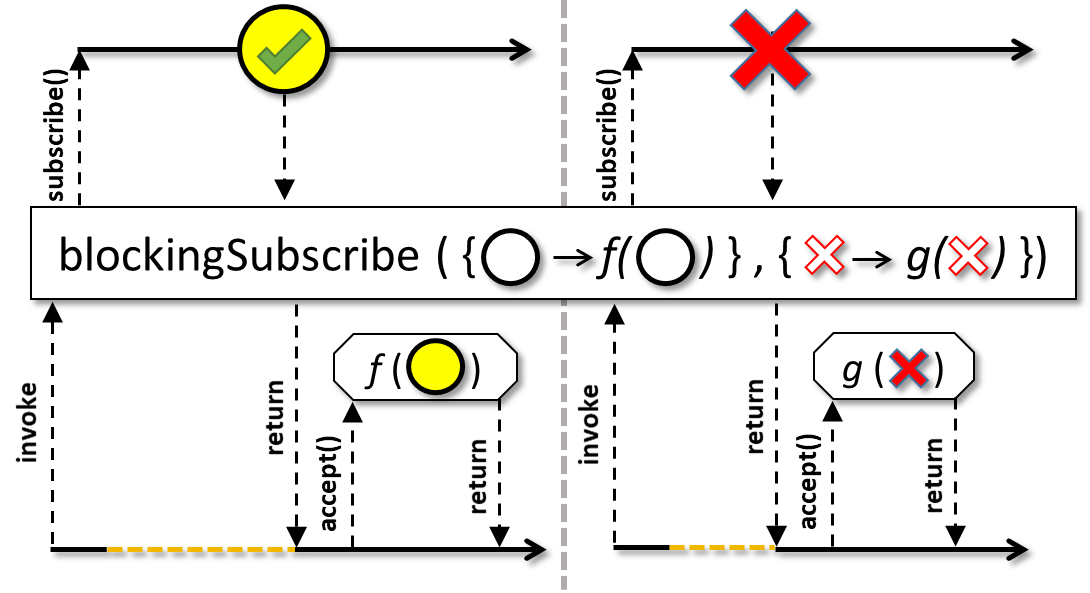 subscribe()
subscribe()
blockingSubscribe ( { → f( ) } , { → g( ) })
invoke
return
accept()
f ( )
return
invoke
return
accept()
g ( )
return